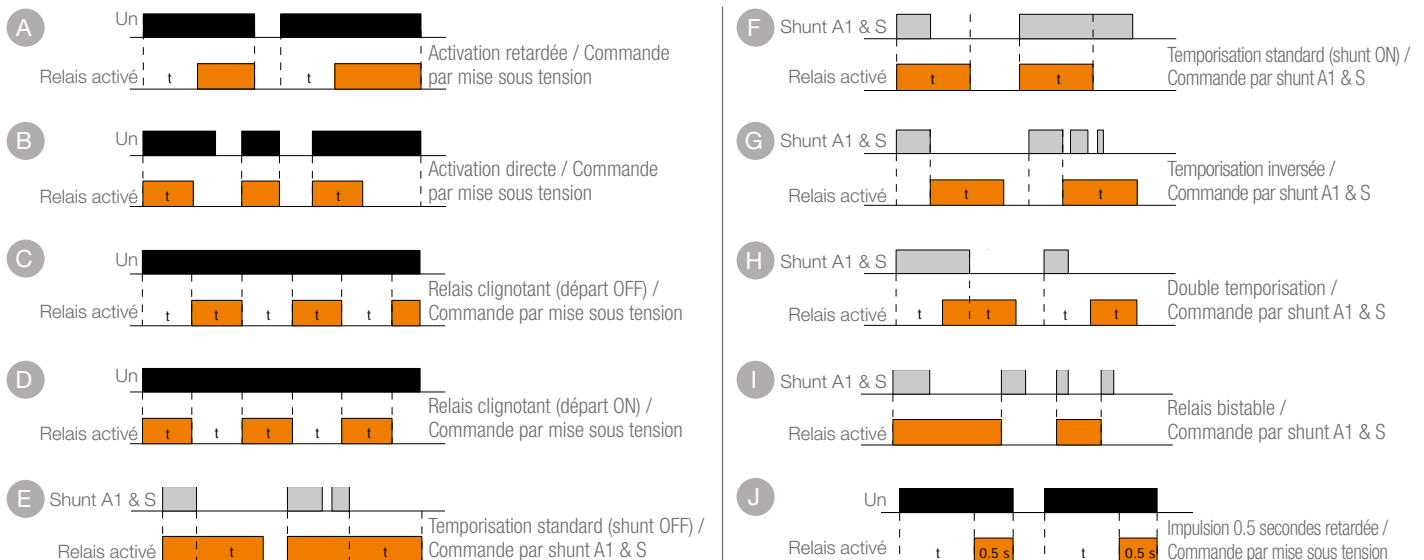 A
Un
Relais activé
t
t
Activation retardée / Commande
par mise sous tension
B
Un
Relais activé
t
t
Activation directe / Commande
par mise sous tension
C
Un
Relais activé
t
t
t
t
t
Relais clignotant (départ OFF) /
Commande par mise sous tension
D
Un
Relais activé
t
t
t
t
t
Relais clignotant (départ ON) /
Commande par mise sous tension
E
Shunt A1 & S
Relais activé
t
t
Temporisation standard (shunt OFF) /
Commande par shunt A1 & S
F
Shunt A1 & S
Relais activé
t
t
Temporisation standard (shunt ON) /
Commande par shunt A1 & S
G
Shunt A1 & S
Relais activé
t
t
Temporisation inversée /
Commande par shunt A1 & S
H
Shunt A1 & S
Relais activé
t
t
t
t
Double temporisation /
Commande par shunt A1 & S
I
Shunt A1 & S
Relais activé
Relais bistable /
Commande par shunt A1 & S
J
Un
Relais activé
t
0.5 s
t
0.5 s
Impulsion 0.5 secondes retardée /
Commande par mise sous tension